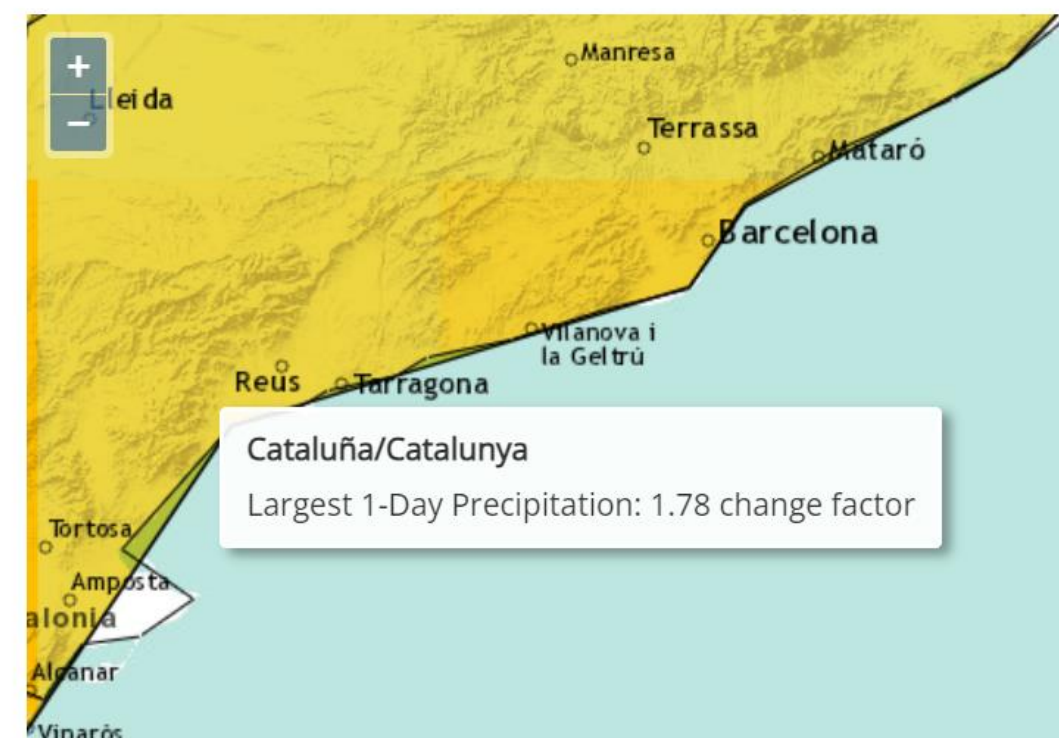 +
Manresa
Lleida
−
Terrassa
Mataró
Barcelona
Vilanova i
la Geltrú
Reus
Tarragona
Cataluña/Catalunya
Largest 1-Day Precipitation: 1.78 change factor
Tortosa
Amposta
alonia
Alcanar
Vinaròs